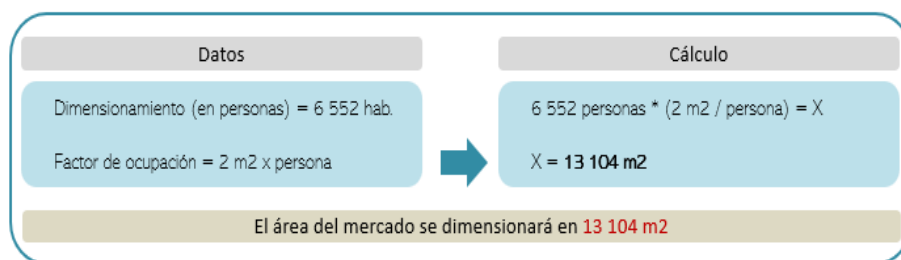 Datos
Dimensionamiento (en personas) = 6 552 hab.
Factor de ocupación = 2 m2 x persona
Cálculo
6 552 personas * (2 m2 / persona) = X
X = 13 104 m2
El área del mercado se dimensionará en 13 104 m2